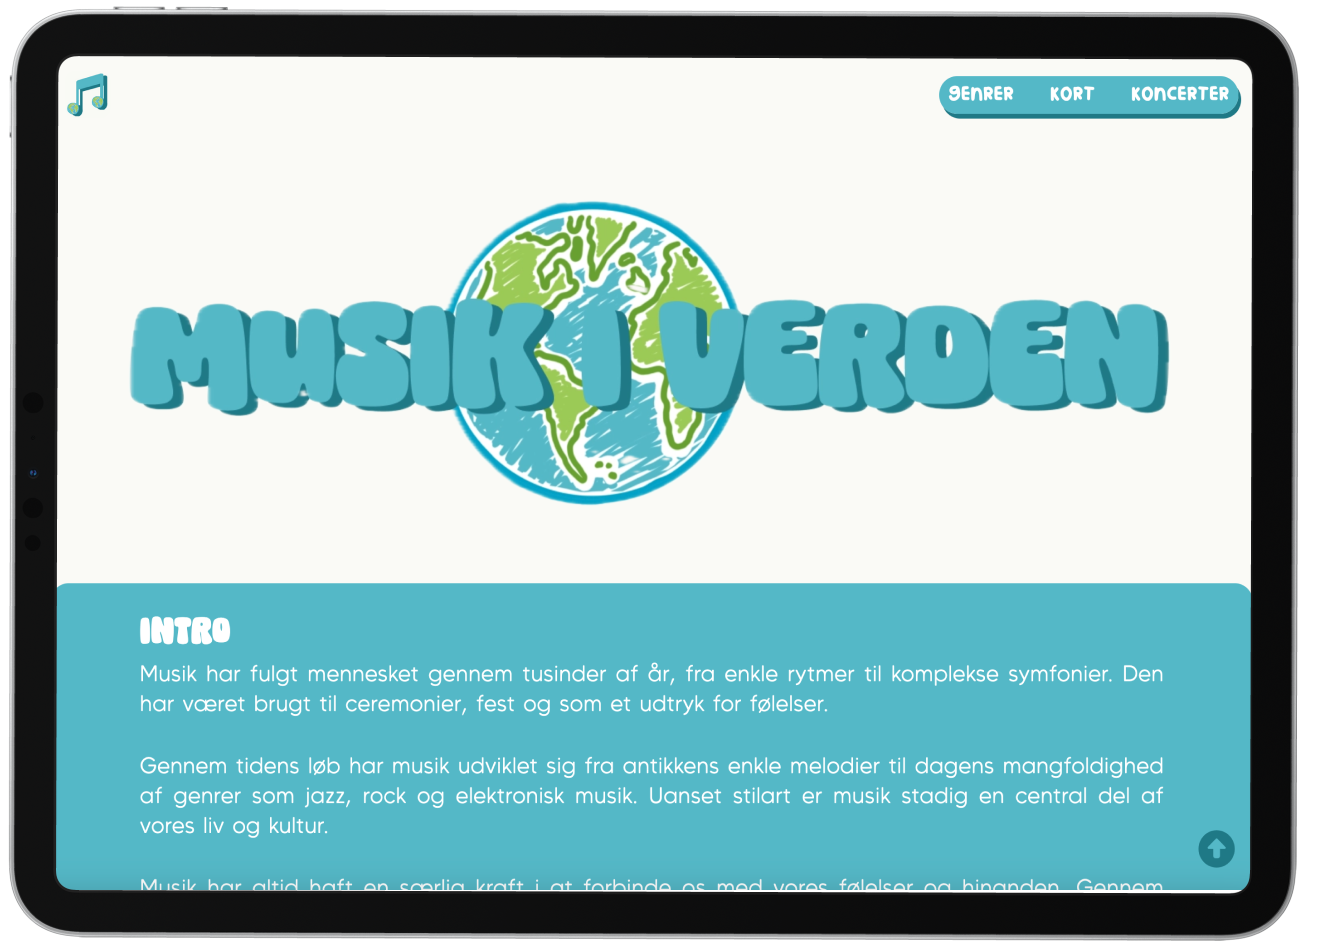 GENRER KORT KONCERTER
MUSIK I VERDEN
INTRO
Musik har fulgt mennesket gennem tusinder af år, fra enkle rytmer til komplekse symfonier. Den
har været brugt til ceremonier, fest og som et udtryk for følelser.
Gennem tidens løb har musik udviklet sig fra antikkens enkle melodier til dagens mangfoldighed
af genrer som jazz, rock og elektronisk musik. Uanset stilart er musik stadig en central del af
vores liv og kultur.
Musik har altid haft en særlig kraft i at forbinde os med vores følelser og hinanden. Gennem